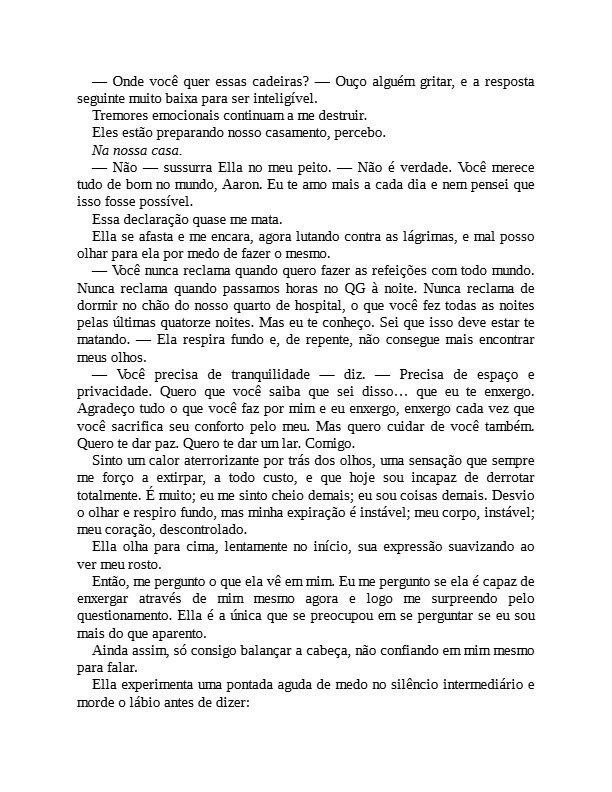 — Onde você quer essas cadeiras? — Ouço alguém gritar, e a resposta
seguinte muito baixa para ser inteligível.
Tremores emocionais continuam a me destruir.
Eles estão preparando nosso casamento, percebo.
Na nossa casa.
— Não — sussurra Ella no meu peito. — Não é verdade. Você merece
tudo de bom no mundo, Aaron. Eu te amo mais a cada dia e nem pensei que
isso fosse possível.
Essa declaração quase me mata.
Ella se afasta e me encara, agora lutando contra as lágrimas, e mal posso
olhar para ela por medo de fazer o mesmo.
— Você nunca reclama quando quero fazer as refeições com todo mundo.
Nunca reclama quando passamos horas no QG à noite. Nunca reclama de
dormir no chão do nosso quarto de hospital, o que você fez todas as noites
pelas últimas quatorze noites. Mas eu te conheço. Sei que isso deve estar te
matando. — Ela respira fundo e, de repente, não consegue mais encontrar
meus olhos.
— Você precisa de tranquilidade — diz. — Precisa de espaço e
privacidade. Quero que você saiba que sei disso… que eu te enxergo.
Agradeço tudo o que você faz por mim e eu enxergo, enxergo cada vez que
você sacrifica seu conforto pelo meu. Mas quero cuidar de você também.
Quero te dar paz. Quero te dar um lar. Comigo.
Sinto um calor aterrorizante por trás dos olhos, uma sensação que sempre
me forço a extirpar, a todo custo, e que hoje sou incapaz de derrotar
totalmente. É muito; eu me sinto cheio demais; eu sou coisas demais. Desvio
o olhar e respiro fundo, mas minha expiração é instável; meu corpo, instável;
meu coração, descontrolado.
Ella olha para cima, lentamente no início, sua expressão suavizando ao
ver meu rosto.
Então, me pergunto o que ela vê em mim. Eu me pergunto se ela é capaz de
enxergar através de mim mesmo agora e logo me surpreendo pelo
questionamento. Ella é a única que se preocupou em se perguntar se eu sou
mais do que aparento.
Ainda assim, só consigo balançar a cabeça, não confiando em mim mesmo
para falar.
Ella experimenta uma pontada aguda de medo no silêncio intermediário e
morde o lábio antes de dizer: